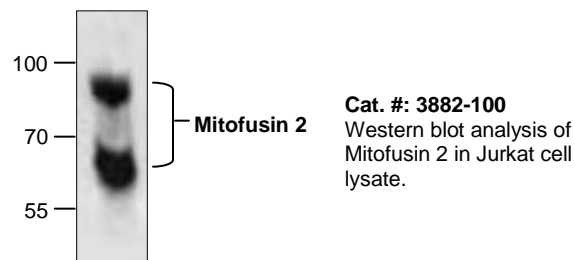 100
70
55
Mitofusin 2
Cat. #: 3882-100
Western blot analysis of
Mitofusin 2 in Jurkat cell
lysate.